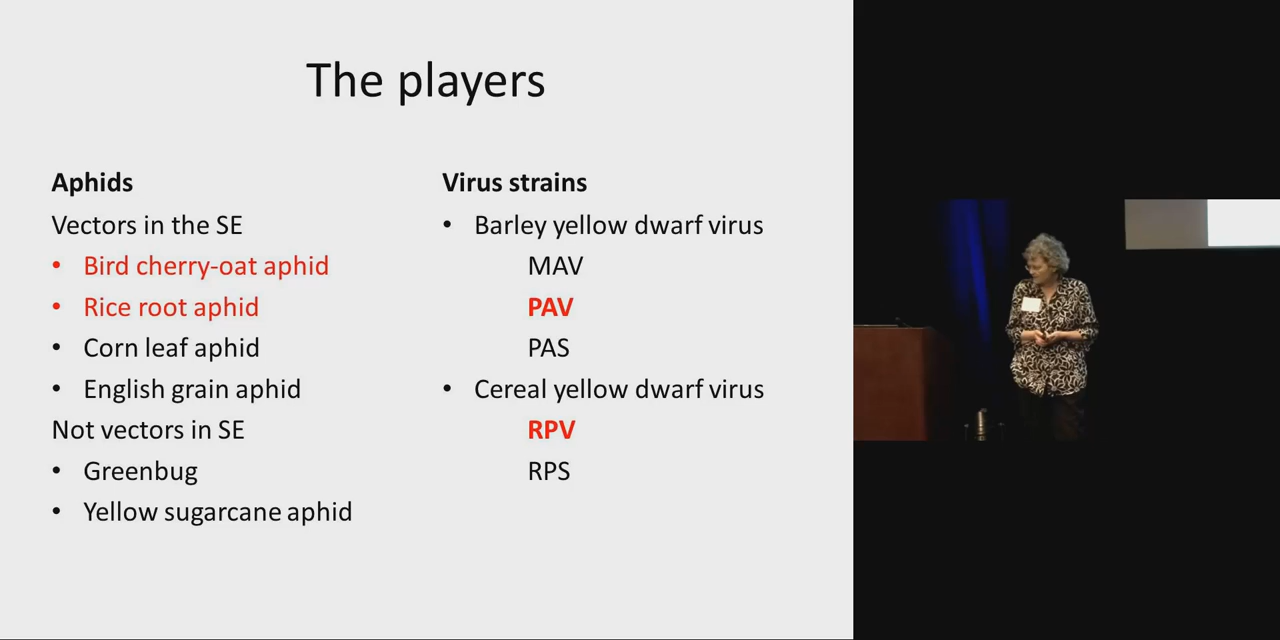 The players
Aphids
Vectors in the SE
• Bird cherry-oat aphid
• Rice root aphid
• Corn leaf aphid
• English grain aphid
Not vectors in SE
• Greenbug
• Yellow sugarcane aphid
Virus strains
• Barley yellow dwarf virus
MAV
PAV
PAS
• Cereal yellow dwarf virus
RPV
RPS